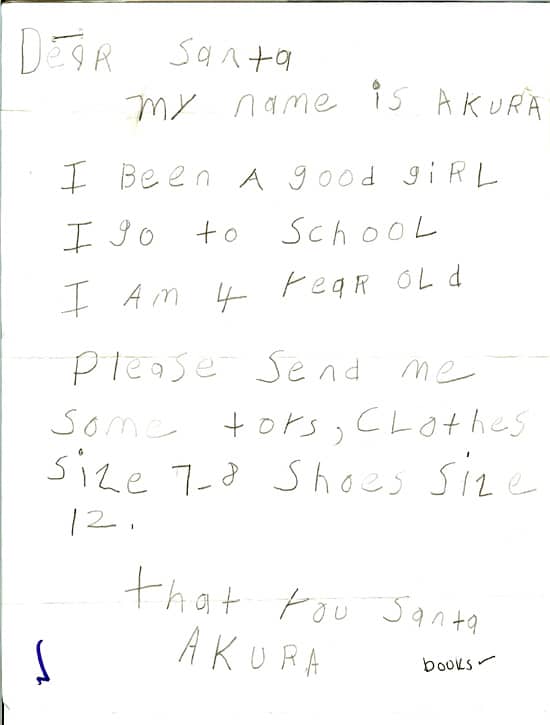 Dear Santa
my name is AKURA
I Been A good giRL
I go to SchooL
I Am 4 YeaR oLd
Please Send me
Some toYs, CLothes
Size 7-8 Shoes Size
12.
that You Santa
AKURA
books✓